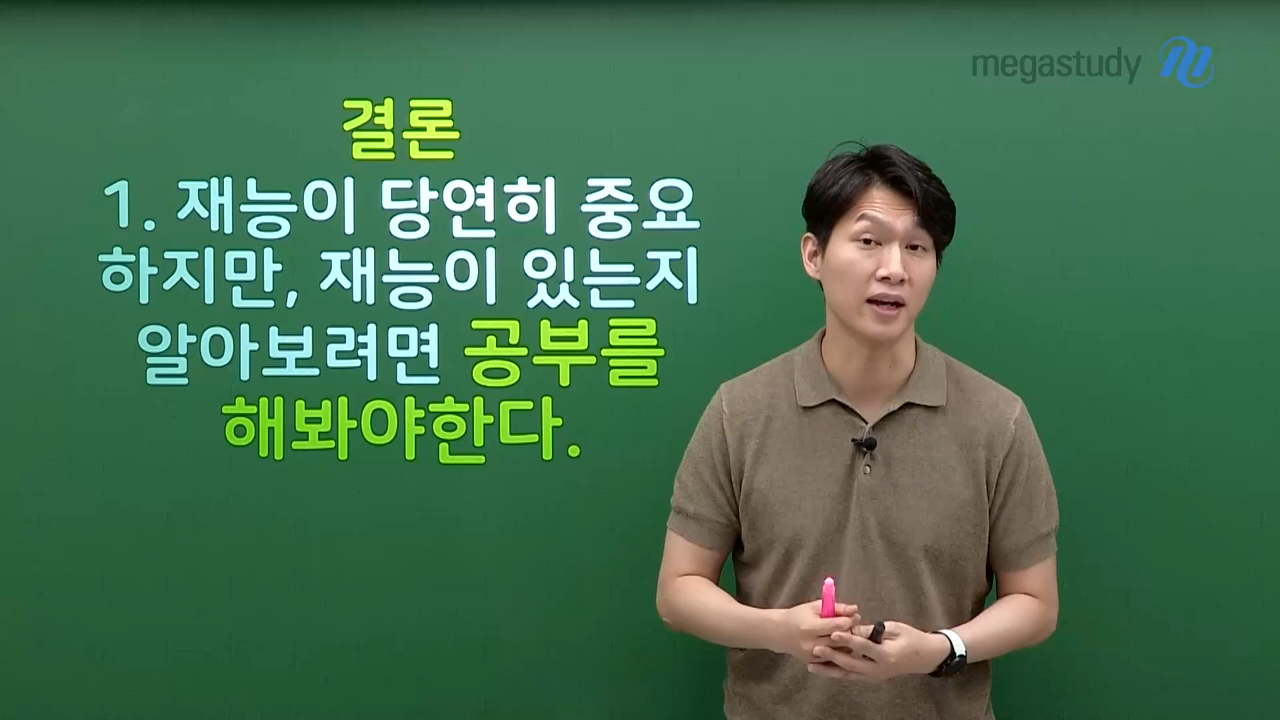 megastudy
결론
1. 재능이 당연히 중요
하지만, 재능이 있는지
알아보려면 공부를
해봐야한다.